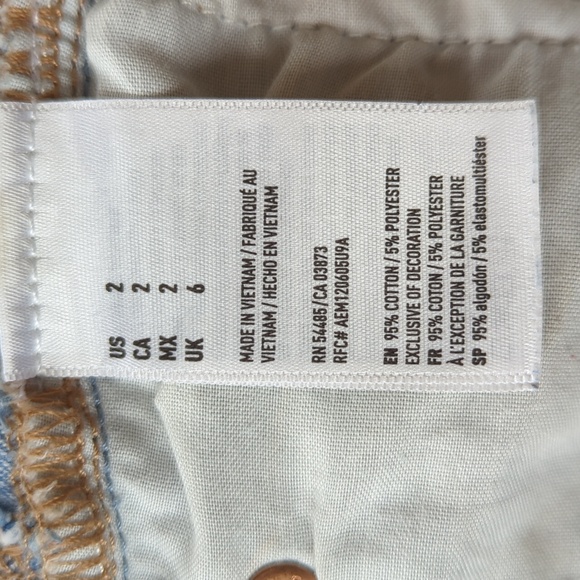 US 2
CA 2
MX 2
UK 6
MADE IN VIETNAM / FABRIQUÉ AU
VIETNAM / HECHO EN VIETNAM
RN 54485/CA 03873
RFC# AEM120605U9A
EN 95% COTTON / 5% POLYESTER
EXCLUSIVE OF DECORATION
FR 95% COTON / 5% POLYESTER
À L'EXCEPTION DE LA GARNITURE
SP 95% algodón / 5% elastomultiéster